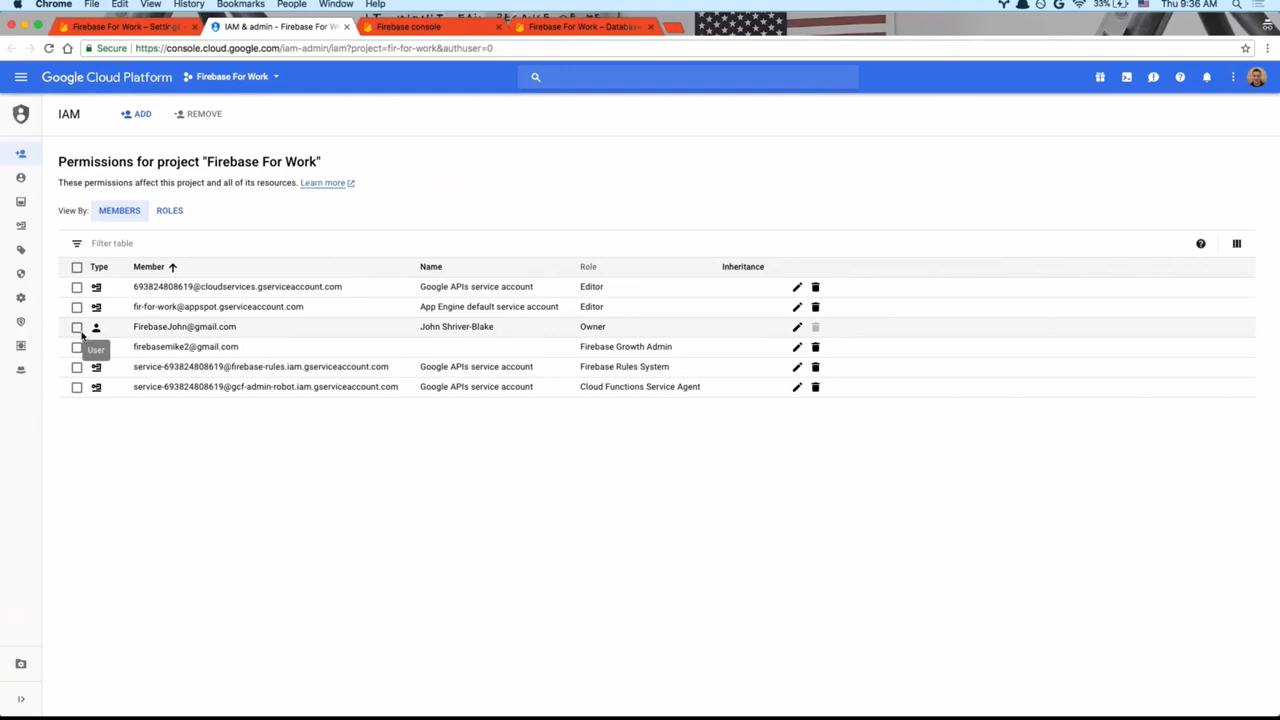 Chrome File Edit View History Bookmarks People Window Help 33% Thu 9:36 AM
Firebase For Work – Setting IAM & admin - Firebase For W Firebase console Firebase For Work – Databas
Secure https://console.cloud.google.com/iam-admin/iam?project=fir-for-work&authuser=0
Google Cloud Platform Firebase For Work
IAM ADD REMOVE
Permissions for project "Firebase For Work"
These permissions affect this project and all of its resources. Learn more
View By: MEMBERS ROLES
Filter table
Type Member Name Role Inheritance
693824808619@cloudservices.gserviceaccount.com Google APIs service account Editor
fir-for-work@appspot.gserviceaccount.com App Engine default service account Editor
FirebaseJohn@gmail.com John Shriver-Blake Owner
firebasemike2@gmail.com Firebase Growth Admin
User
service-693824808619@firebase-rules.iam.gserviceaccount.com Google APIs service account Firebase Rules System
service-693824808619@gcf-admin-robot.iam.gserviceaccount.com Google APIs service account Cloud Functions Service Agent